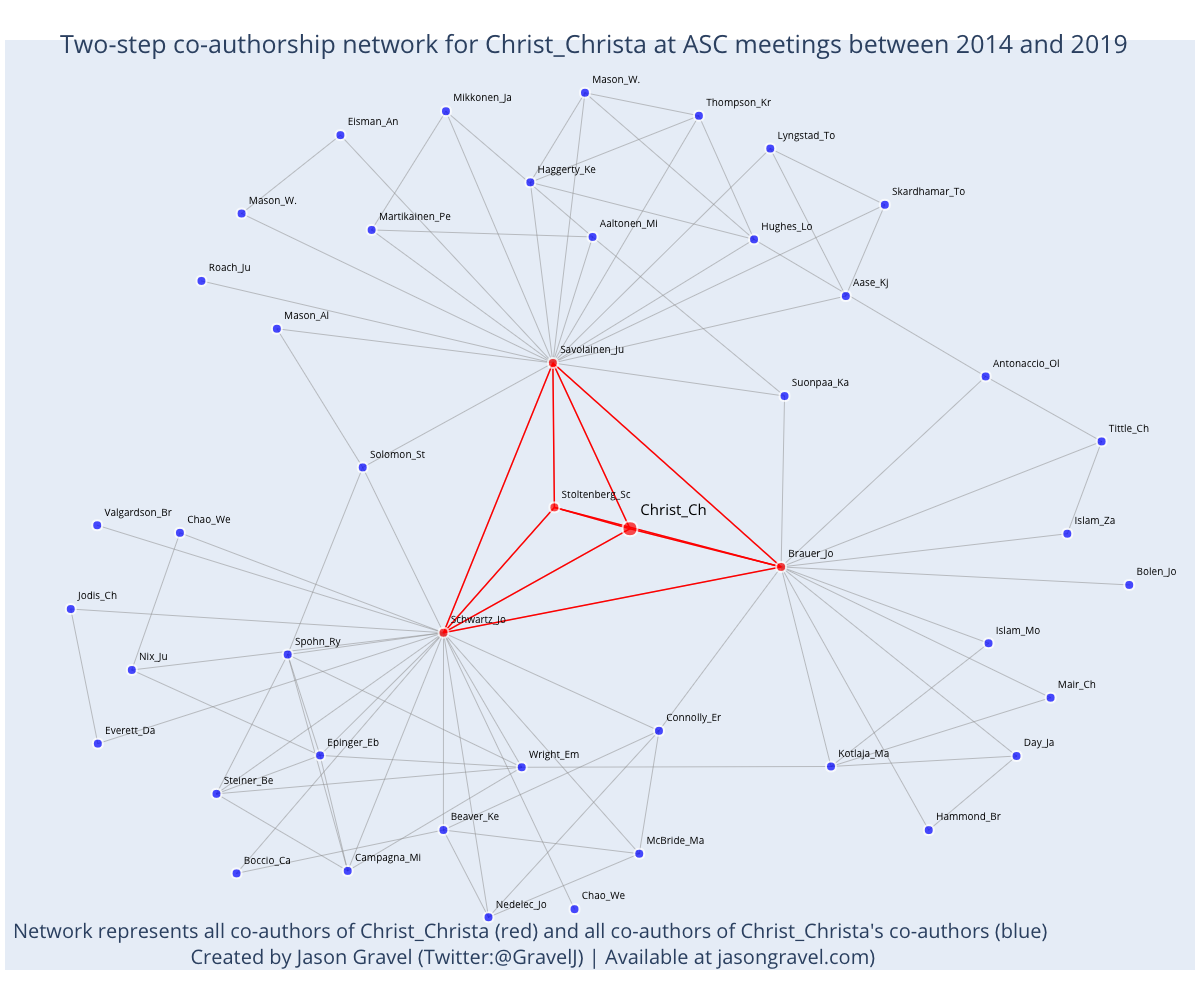 Two-step co-authorship network for Christ_Christa at ASC meetings between 2014 and 2019
Mason_W.
Mikkonen_Ja
Thompson_Kr
Eisman_An
Lyngstad_To
Haggerty_Ke
Skardhamar_To
Mason_W.
Martikainen_Pe
Aaltonen_Mi
Hughes_Lo
Roach_Ju
Aase_Kj
Mason_Al
Savolainen_Ju
Antonaccio_Ol
Suonpaa_Ka
Tittle_Ch
Solomon_St
Stoltenberg_Sc
Christ_Ch
Valgardson_Br
Chao_We
Islam_Za
Brauer_Jo
Bolen_Jo
Jodis_Ch
Schwartz_Jo
Islam_Mo
Spohn_Ry
Nix_Ju
Mair_Ch
Connolly_Er
Everett_Da
Epinger_Eb
Day_Ja
Wright_Em
Kotlaja_Ma
Steiner_Be
Beaver_Ke
Hammond_Br
McBride_Ma
Boccio_Ca
Campagna_Mi
Chao_We
Nedelec_Jo
Network represents all co-authors of Christ_Christa (red) and all co-authors of Christ_Christa's co-authors (blue)
Created by Jason Gravel (Twitter:@GravelJ) | Available at jasongravel.com)